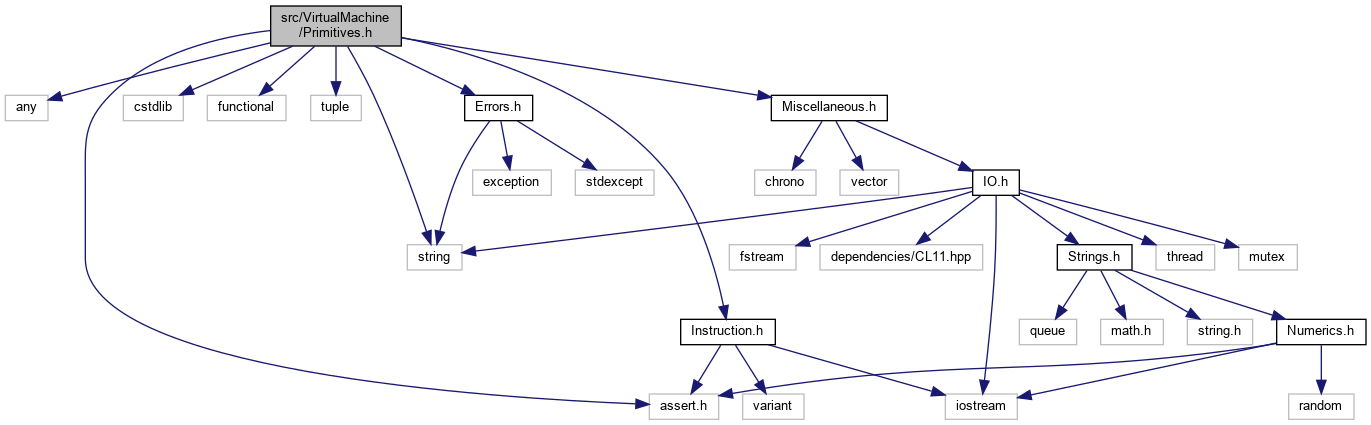 src/VirtualMachine
/Primitives.h
any
cstdlib
functional
tuple
Errors.h
Miscellaneous.h
exception
stdexcept
chrono
vector
IO.h
string
fstream
dependencies/CL11.hpp
Strings.h
thread
mutex
Instruction.h
queue
math.h
string.h
Numerics.h
assert.h
variant
iostream
random